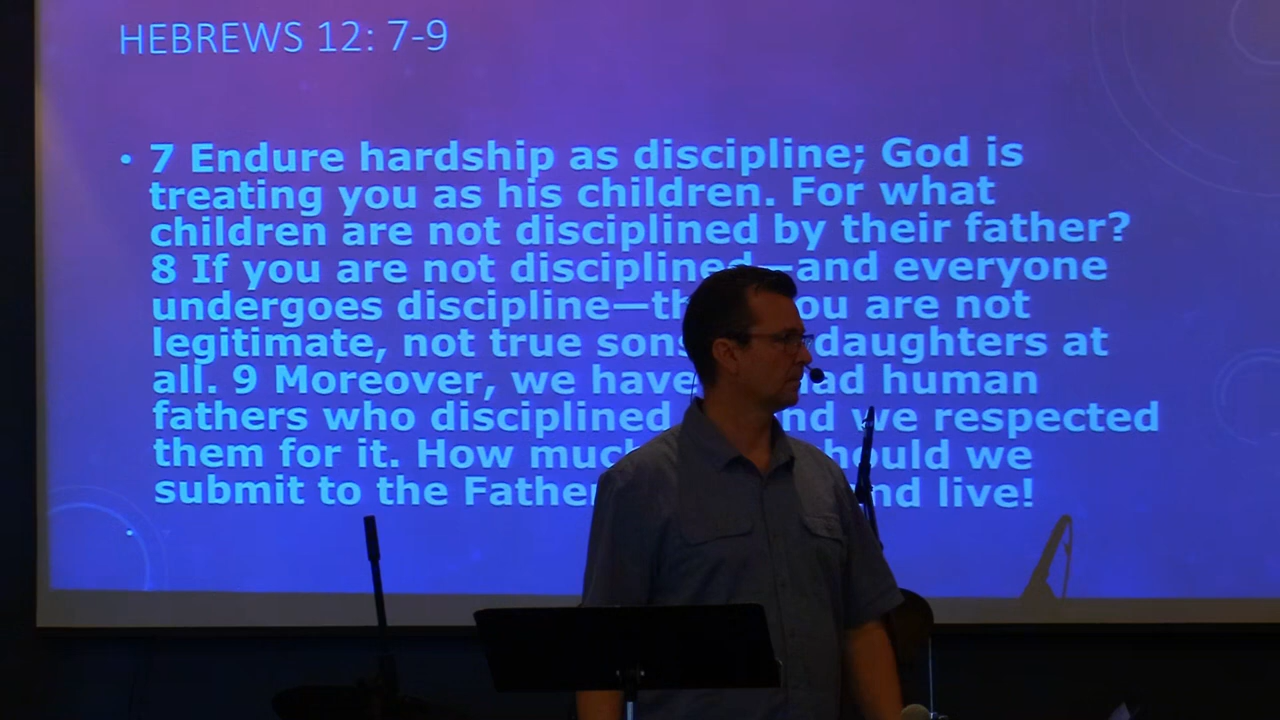 HEBREWS 12: 7-9
• 7 Endure hardship as discipline; God is
treating you as his children. For what
children are not disciplined by their father?
8 If you are not disciplined—and everyone
undergoes discipline—th ou are not
legitimate, not true sons daughters at
all. 9 Moreover, we have ad human
fathers who disciplined nd we respected
them for it. How much hould we
submit to the Father nd live!